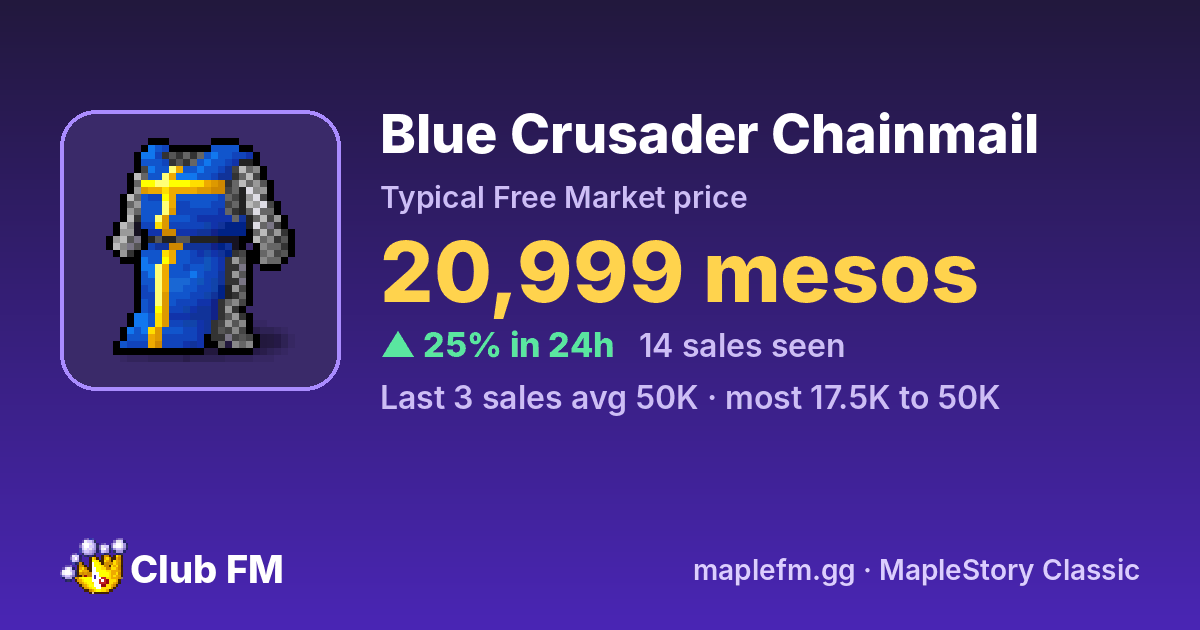 Blue Crusader Chainmail
Typical Free Market price
20,999 mesos
▲ 25% in 24h 14 sales seen
Last 3 sales avg 50K · most 17.5K to 50K
Club FM
maplefm.gg · MapleStory Classic